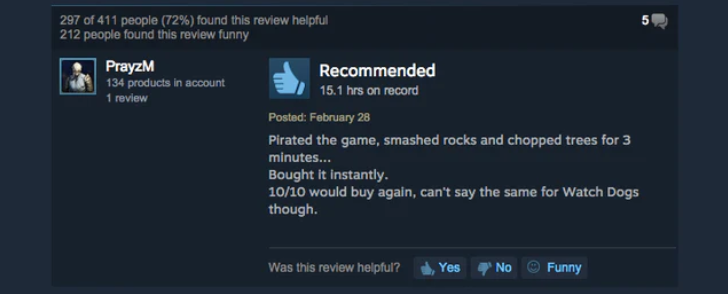 297 of 411 people (72%) found this review helpful
5
212 people found this review funny
PrayzM
134 products in account
1 review
Recommended
15.1 hrs on record
Posted: February 28
Pirated the game, smashed rocks and chopped trees for 3
minutes...
Bought it instantly.
10/10 would buy again, can't say the same for Watch Dogs
though.
Was this review helpful? Yes No Funny